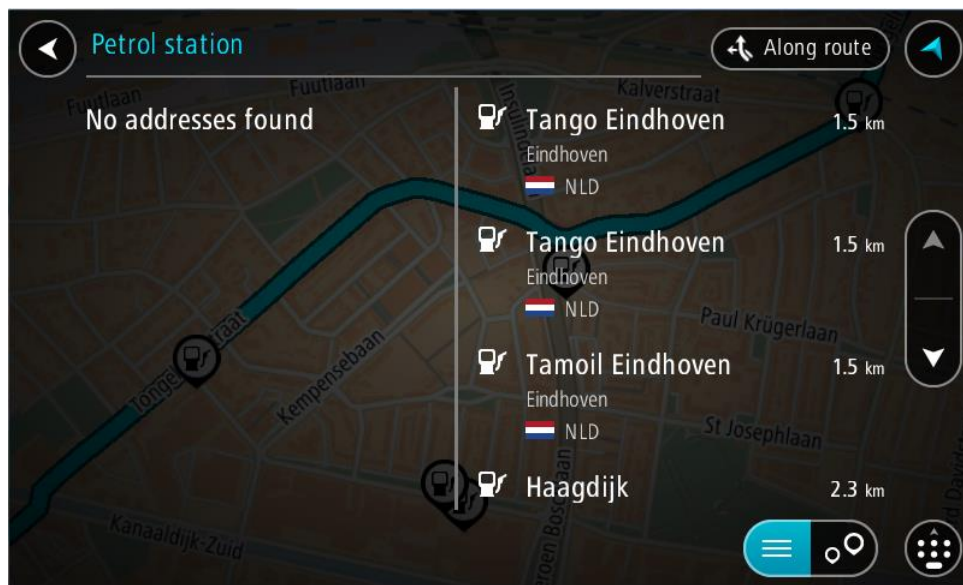 Petrol station
Along route
No addresses found
Tango Eindhoven 1.5 km
Eindhoven
NLD
Tango Eindhoven 1.5 km
Eindhoven
NLD
Tamoil Eindhoven 1.5 km
Eindhoven
NLD
Haagdijk 2.3 km
Fuutlaan
Fuutlaan
Kalverstraat
Paul Krügerlaan
Kempensebaan
St Josephlaan
Kanaaldijk-Zuid